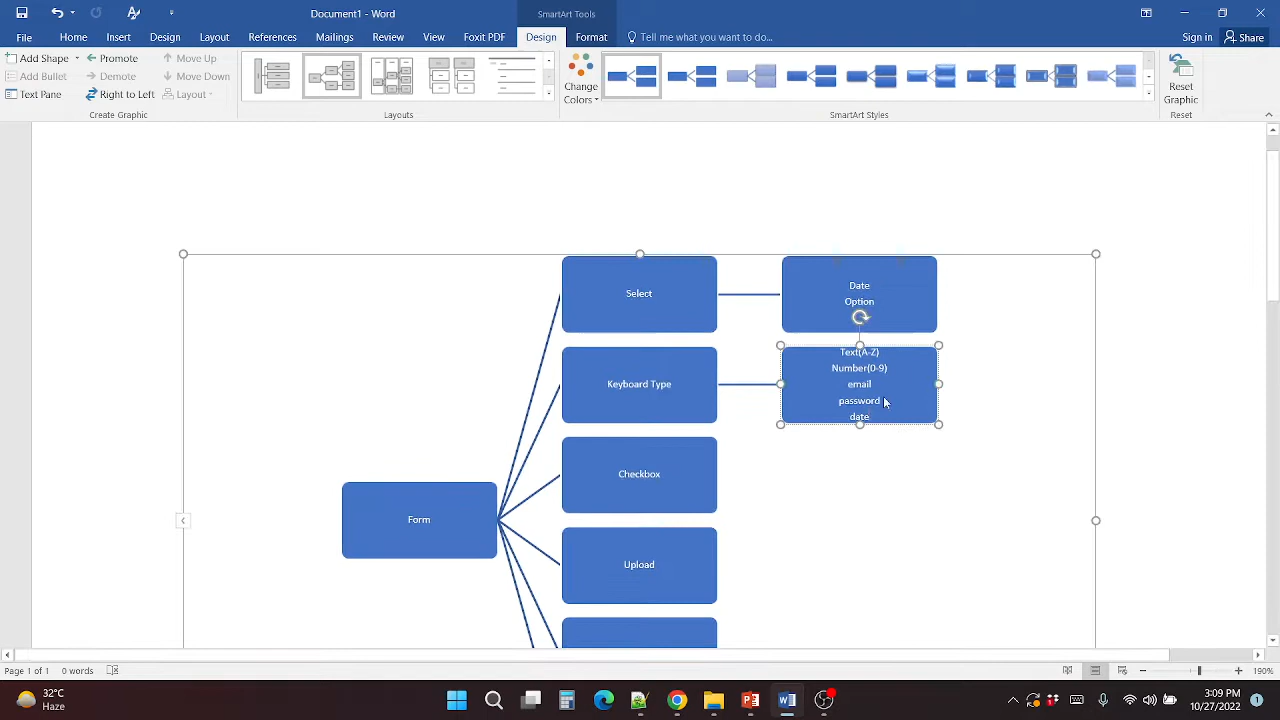 Document1 - Word
SmartArt Tools
File
Home
Insert
Design
Layout
References
Mailings
Review
View
Foxit PDF
Design
Format
Tell me what you want to do...
Sign in
Share
Add Shape
Promote
Move Up
Add Bullet
Demote
Move Down
Text Pane
Right to Left
Layout
Create Graphic
Layouts
Change
Colors
SmartArt Styles
Reset
Graphic
Reset
Select
Date
Option
Keyboard Type
Text(A-Z)
Number(0-9)
email
password
date
Checkbox
Form
Upload
Page 1 of 1
0 words
190%
32°C
Haze
3:09 PM
10/27/2022